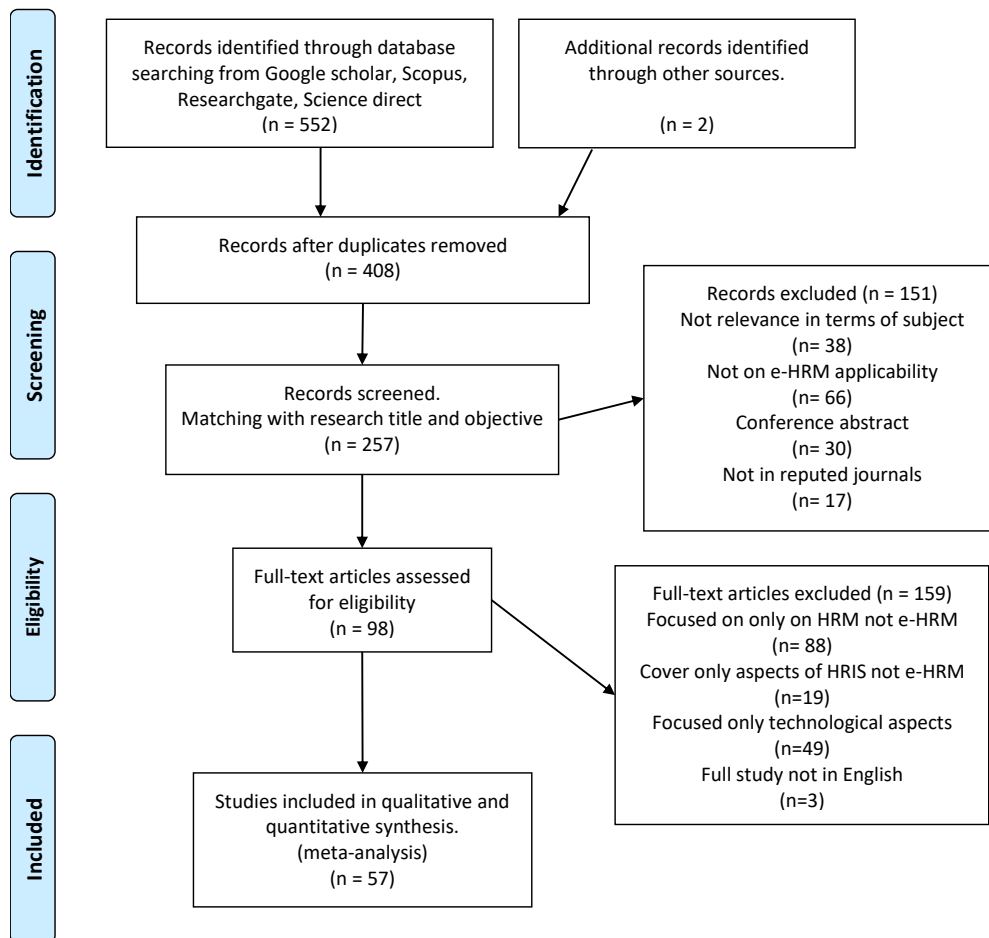 Identification
Records identified through database
searching from Google scholar, Scopus,
Researchgate, Science direct
(n = 552)
Additional records identified
through other sources.
(n = 2)
Records after duplicates removed
(n = 408)
Screening
Records screened.
Matching with research title and objective
(n = 257)
Records excluded (n = 151)
Not relevance in terms of subject
(n= 38)
Not on e-HRM applicability
(n= 66)
Conference abstract
(n= 30)
Not in reputed journals
(n= 17)
Eligibility
Full-text articles assessed
for eligibility
(n = 98)
Full-text articles excluded (n = 159)
Focused on only on HRM not e-HRM
(n= 88)
Cover only aspects of HRIS not e-HRM
(n=19)
Focused only technological aspects
(n=49)
Full study not in English
(n=3)
Included
Studies included in qualitative and
quantitative synthesis.
(meta-analysis)
(n = 57)